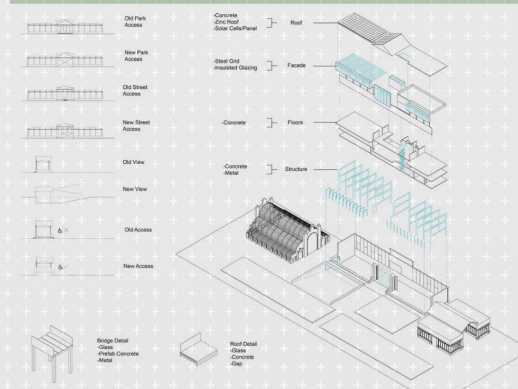 Old Park
Access
New Park
Access
Old Street
Access
New Street
Access
Old View
New View
Old Access
New Access
Bridge Detail
-Glass
-Prefab Concrete
-Metal
Roof Detail
-Glass
-Concrete
-Gap
-Concrete
-Zinc Roof
-Solar Cells/Panel
Roof
-Steel Grid
-Insulated Glazing
Facade
-Concrete
Floors
-Concrete
-Metal
Structure